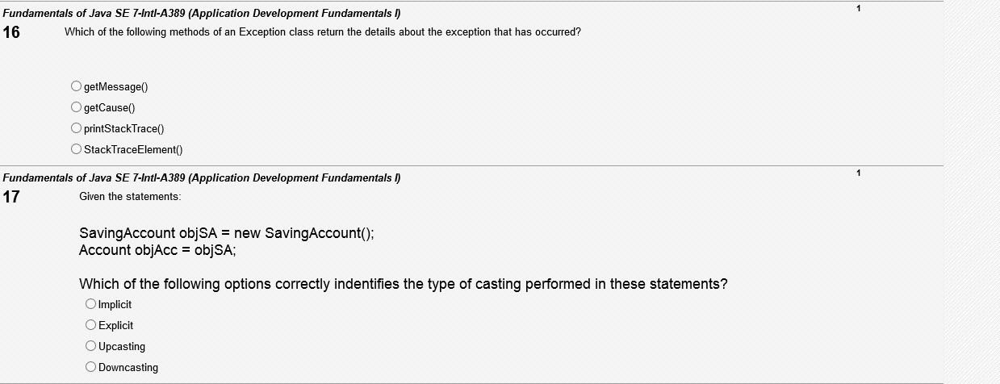 Fundamentals of Java SE 7-Intl-A389 (Application Development Fundamentals I) 1
16 Which of the following methods of an Exception class return the details about the exception that has occurred?
getMessage()
getCause()
printStackTrace()
StackTraceElement()
Fundamentals of Java SE 7-Intl-A389 (Application Development Fundamentals I) 1
17 Given the statements:
SavingAccount objSA = new SavingAccount();
Account objAcc = objSA;
Which of the following options correctly indentifies the type of casting performed in these statements?
Implicit
Explicit
Upcasting
Downcasting